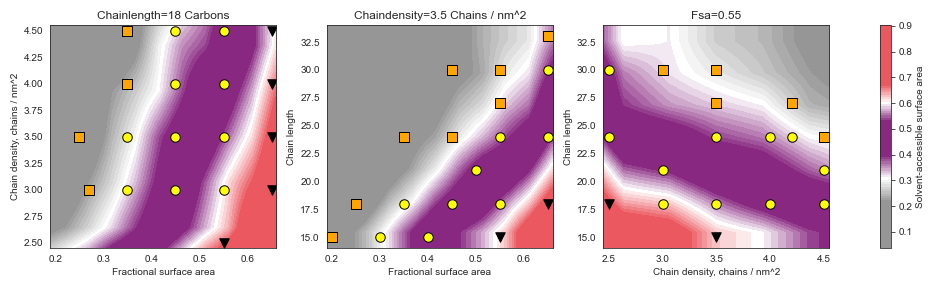 Chainlength=18 Carbons
Chain density, chains / nm^2
4.50
4.25
4.00
3.75
3.50
3.25
3.00
2.75
2.50
0.2 0.3 0.4 0.5 0.6
Fractional surface area
Chaindensity=3.5 Chains / nm^2
Chain length
32.5
30.0
27.5
25.0
22.5
20.0
17.5
15.0
0.2 0.3 0.4 0.5 0.6
Fractional surface area
Fsa=0.55
Chain length
32.5
30.0
27.5
25.0
22.5
20.0
17.5
15.0
2.5 3.0 3.5 4.0 4.5
Chain density, chains / nm^2
0.9
0.8
0.7
0.6
0.5
0.4
0.3
0.2
0.1
Solvent-accessible surface area